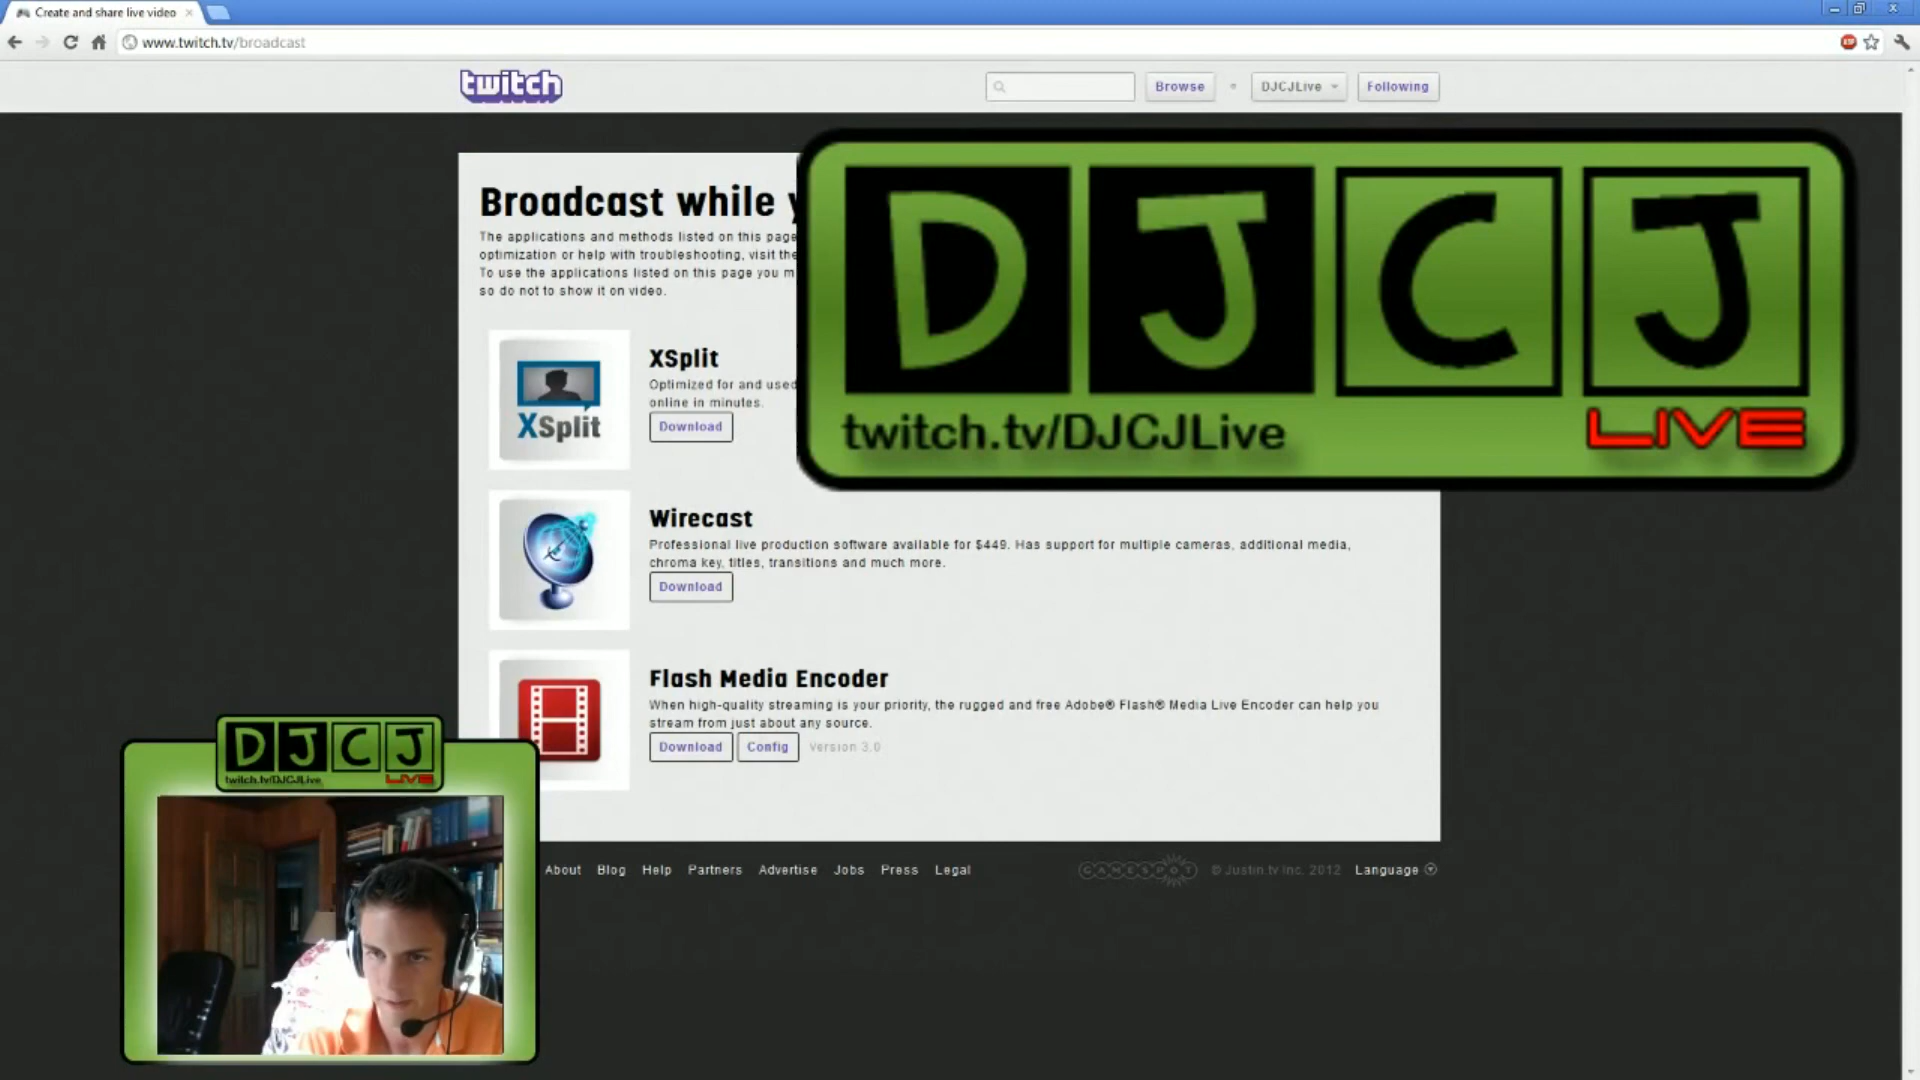 Create and share live video
www.twitch.tv/broadcast
twitch
Browse
DJCJLive
Following
Broadcast while
The applications and methods listed on this page
optimization or help with troubleshooting, visit the
To use the applications listed on this page you
so do not to show it on video.
DJCJ
twitch.tv/DJCJLive
LIVE
XSplit
XSplit
Optimized for and used
online in minutes.
Download
Wirecast
Professional live production software available for $449. Has support for multiple cameras, additional media,
chroma key, titles, transitions and much more.
Download
Flash Media Encoder
When high-quality streaming is your priority, the rugged and free Adobe® Flash® Media Live Encoder can help you
stream from just about any source.
Download
Config
Version 3.0
DJCJ
twitch.tv/DJCJLive
LIVE
About Blog Help Partners Advertise Jobs Press Legal
GAMESPOT
© Justin.tv Inc. 2012
Language